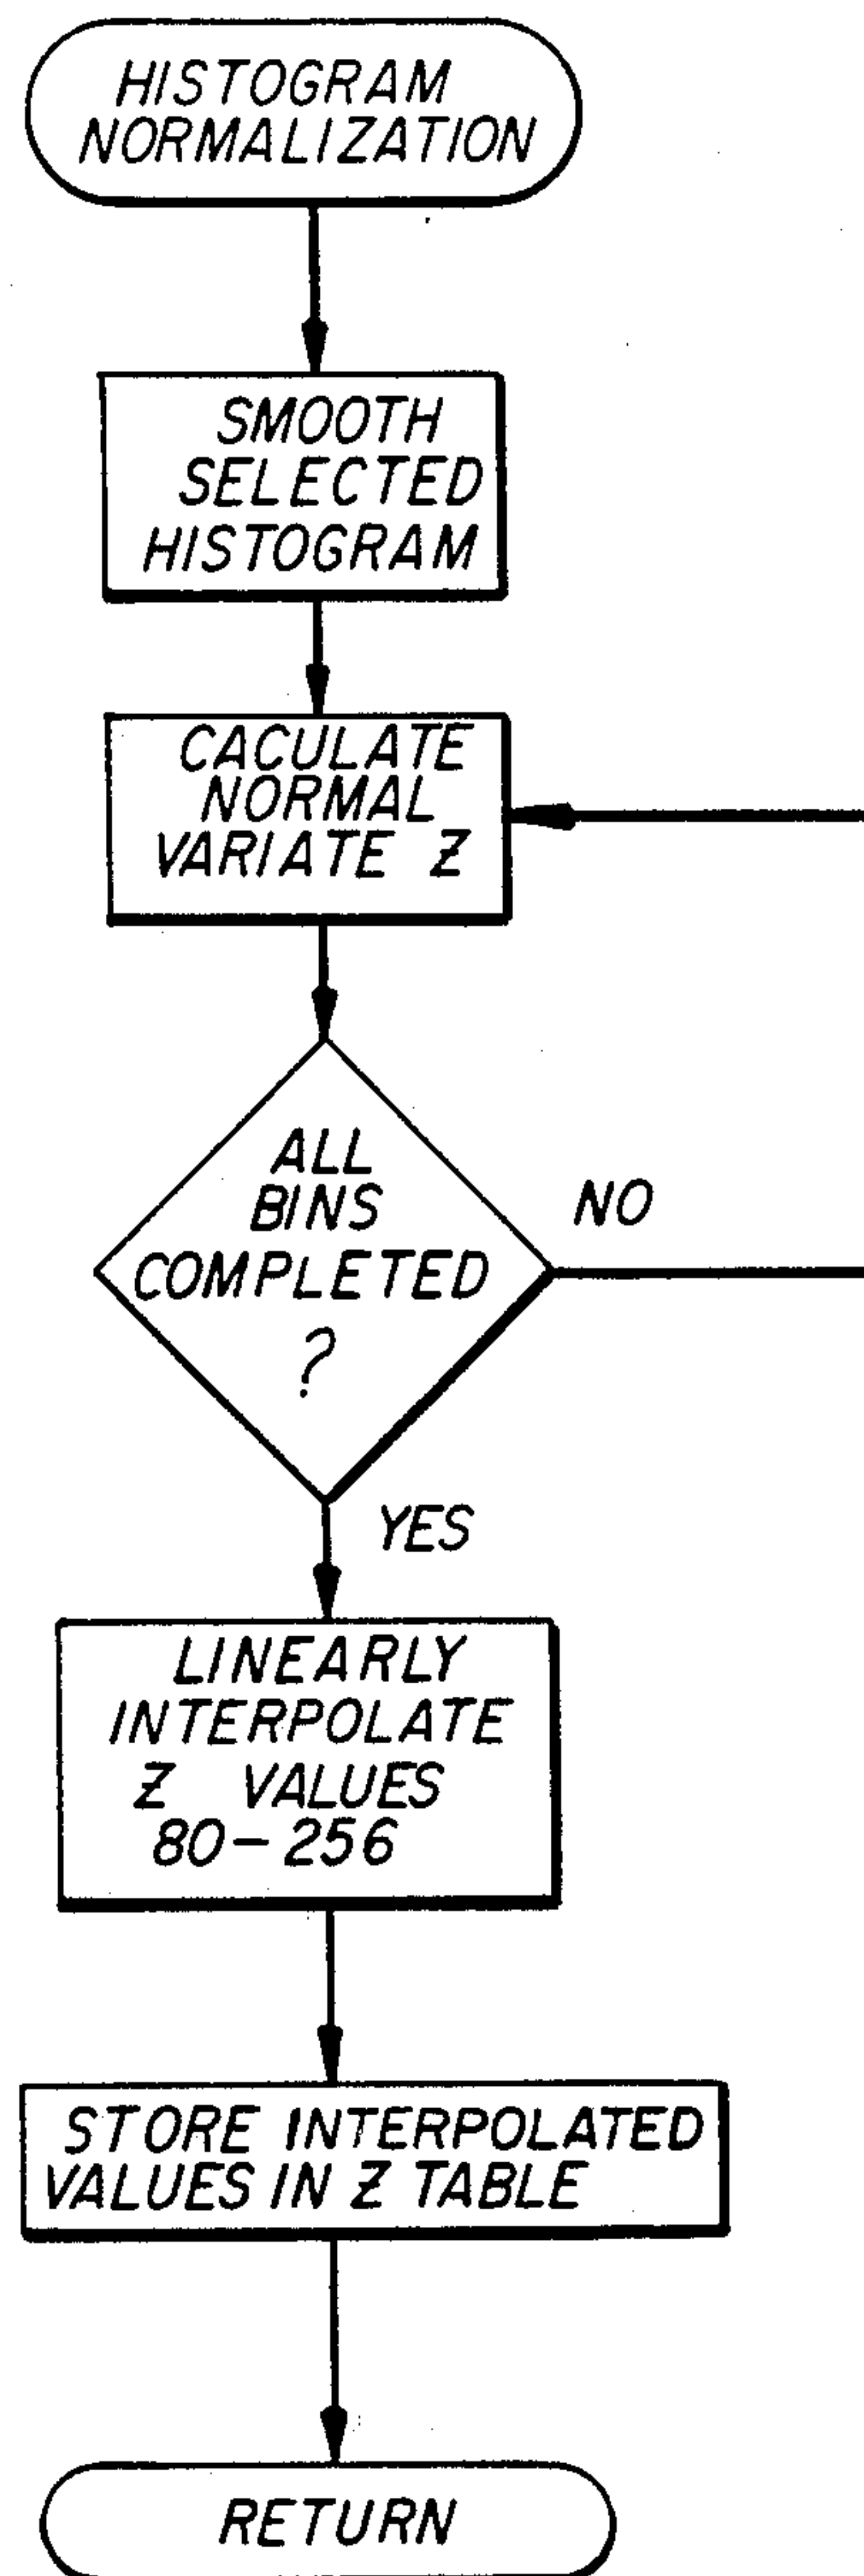 HISTOGRAM
NORMALIZATION
SMOOTH
SELECTED
HISTOGRAM
CACULATE
NORMAL
VARIATE Z
ALL
BINS
COMPLETED
?
NO
YES
LINEARLY
INTERPOLATE
Z VALUES
80-256
STORE INTERPOLATED
VALUES IN Z TABLE
RETURN